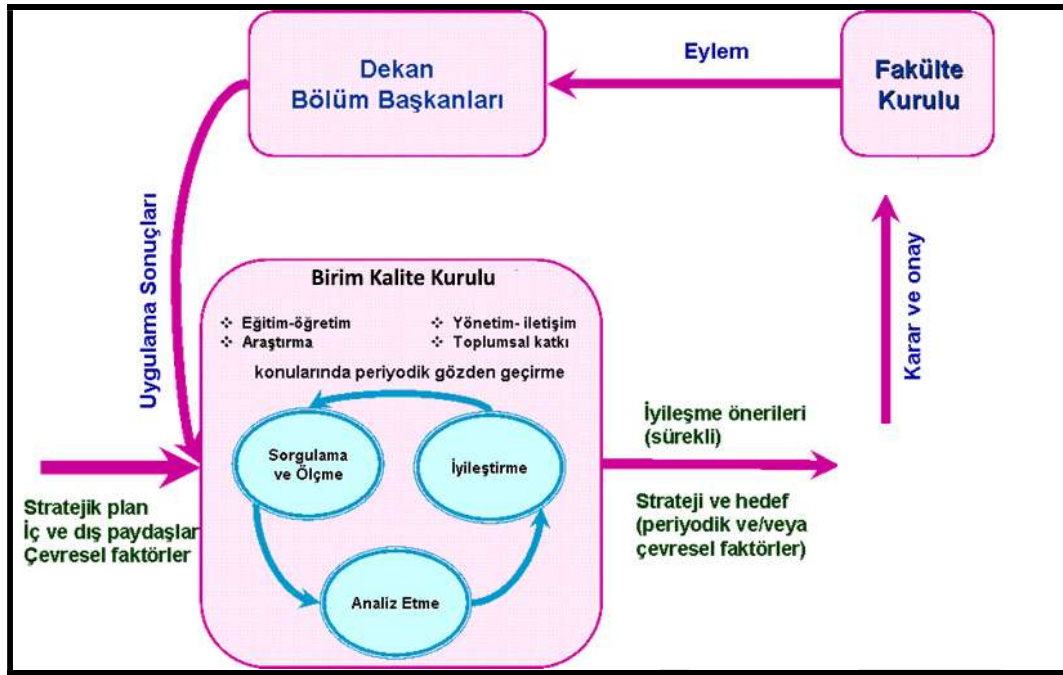 Dekan
Bölüm Başkanları
Eylem
Fakülte
Kurulu
Uygulama Sonuçları
Birim Kalite Kurulu
❖ Eğitim-öğretim
❖ Araştırma
❖ Yönetim- iletişim
❖ Toplumsal katkı
konularında periyodik gözden geçirme
Sorgulama
ve Ölçme
İyileştirme
Analiz Etme
Stratejik plan
İç ve dış paydaşlar
Çevresel faktörler
İyileşme önerileri
(sürekli)
Strateji ve hedef
(periyodik ve/veya
çevresel faktörler)
Karar ve onay